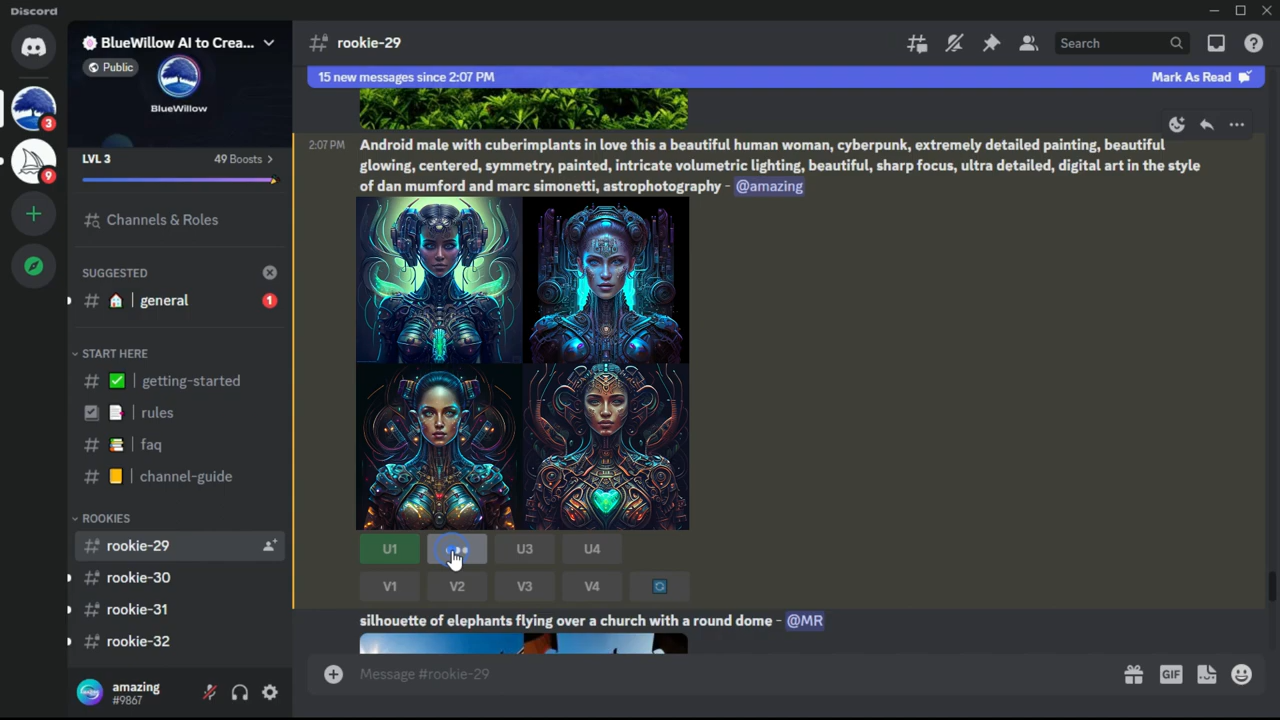 Discord
BlueWillow AI to Crea...
Public
BlueWillow
LVL 3
49 Boosts
Channels & Roles
SUGGESTED
general
1
START HERE
getting-started
rules
faq
channel-guide
ROOKIES
rookie-29
rookie-30
rookie-31
rookie-32
amazing
#9867
3
9
rookie-29
Search
15 new messages since 2:07 PM
Mark As Read
2:07 PM
Android male with cuberimplants in love this a beautiful human woman, cyberpunk, extremely detailed painting, beautiful
glowing, centered, symmetry, painted, intricate volumetric lighting, beautiful, sharp focus, ultra detailed, digital art in the style
of dan mumford and marc simonetti, astrophotography - @amazing
U1
U3
U4
V1
V2
V3
V4
silhouette of elephants flying over a church with a round dome - @MR
Message #rookie-29
GIF